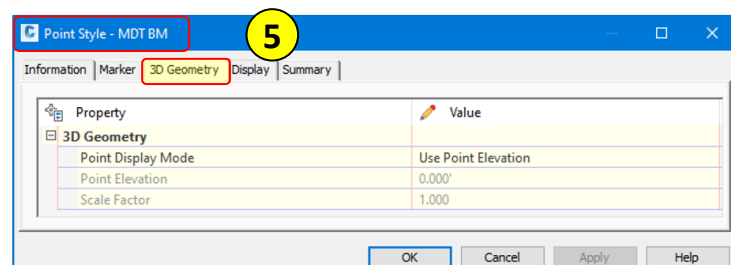 Point Style - MDT BM
5
Information Marker 3D Geometry Display Summary
Property Value
3D Geometry
Point Display Mode Use Point Elevation
Point Elevation 0.000'
Scale Factor 1.000
OK Cancel Apply Help